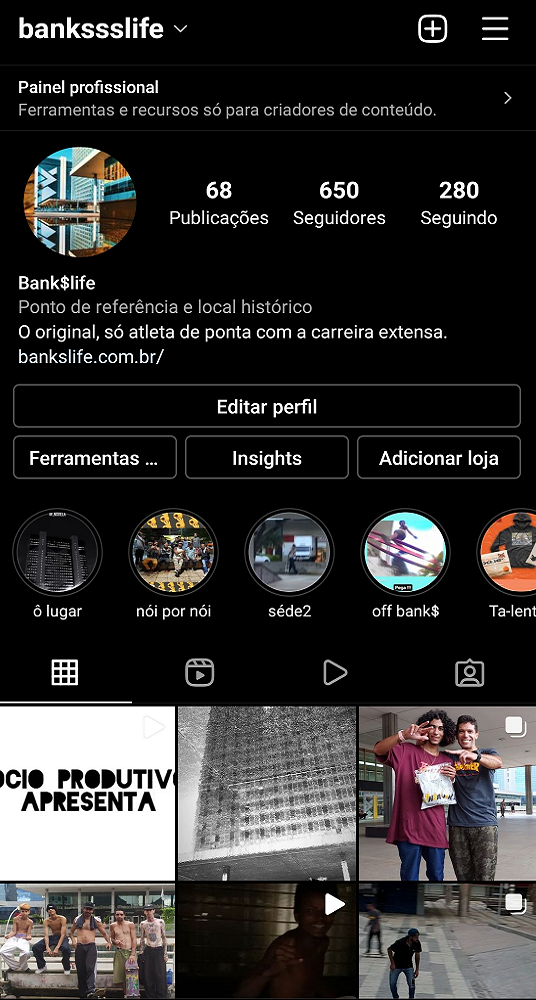 bankssslife
Painel profissional
Ferramentas e recursos só para criadores de conteúdo.
68 650 280
Publicações Seguidores Seguindo
Bank$life
Ponto de referência e local histórico
O original, só atleta de ponta com a carreira extensa.
bankslife.com.br/
Editar perfil
Ferramentas ... Insights Adicionar loja
Pega !!!
ô lugar nói por nói séde2 off bank$ Ta-lent
OCIO PRODUTIVO
APRESENTA